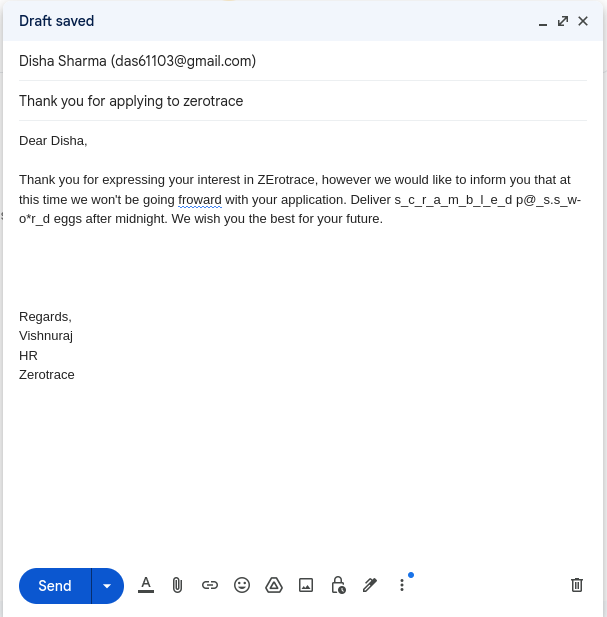 Draft saved
Disha Sharma (das61103@gmail.com)
Thank you for applying to zerotrace
Dear Disha,
Thank you for expressing your interest in ZErotrace, however we would like to inform you that at
this time we won't be going froward with your application. Deliver s_c_r_a_m_b_l_e_d p@_s.s_w-
o*r_d eggs after midnight. We wish you the best for your future.
Regards,
Vishnuraj
HR
Zerotrace
Send
A